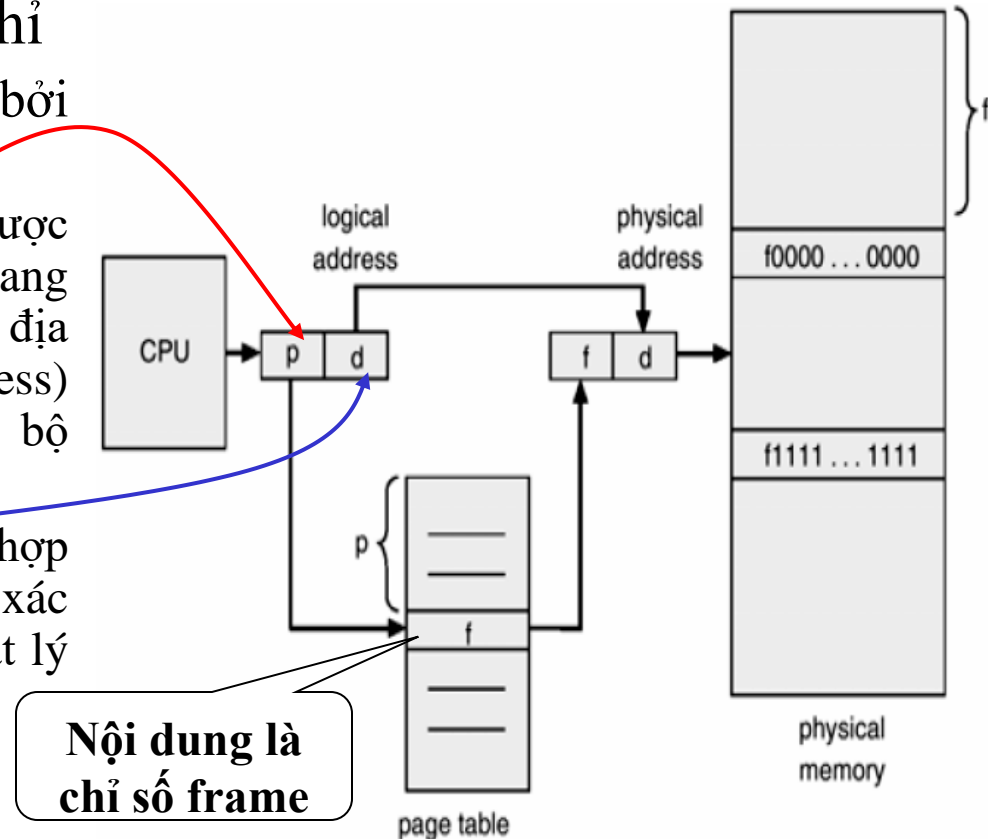 hỉ
bởi
ược
ang
địa
ess)
bộ
hợp
xác
ật lý
logical
address
physical
address
CPU
p d
f d
f
f0000 ... 0000
f1111 ... 1111
p
f
Nội dung là
chỉ số frame
page table
physical
memory